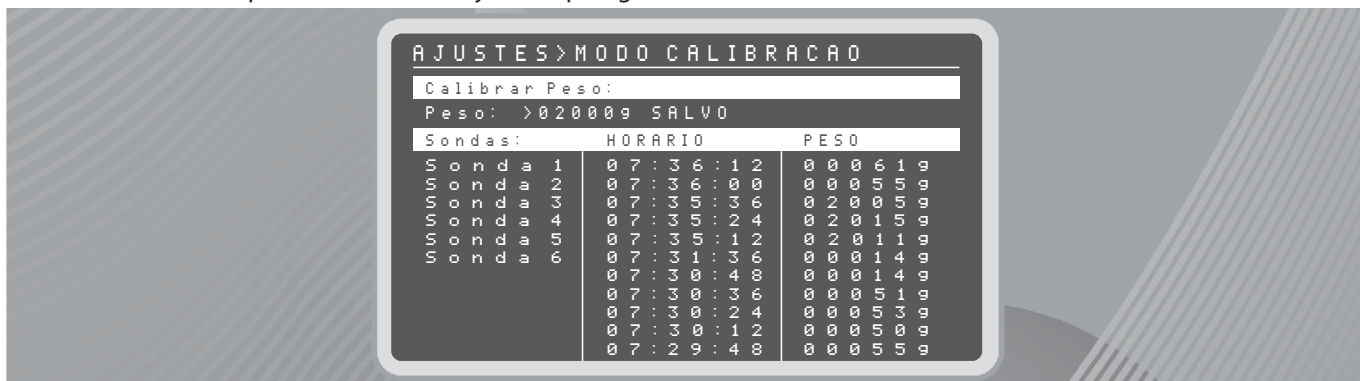 AJUSTES>MODO CALIBRACAO
Calibrar Peso:
Peso: >02000g SALVO
Sondas: HORARIO PESO
Sonda 1 07:36:12 00061g
Sonda 2 07:36:00 00055g
Sonda 3 07:35:36 02005g
Sonda 4 07:35:24 02015g
Sonda 5 07:35:12 02011g
Sonda 6 07:31:36 00014g
07:30:48 00014g
07:30:36 00051g
07:30:24 00053g
07:30:12 00050g
07:29:48 00055g